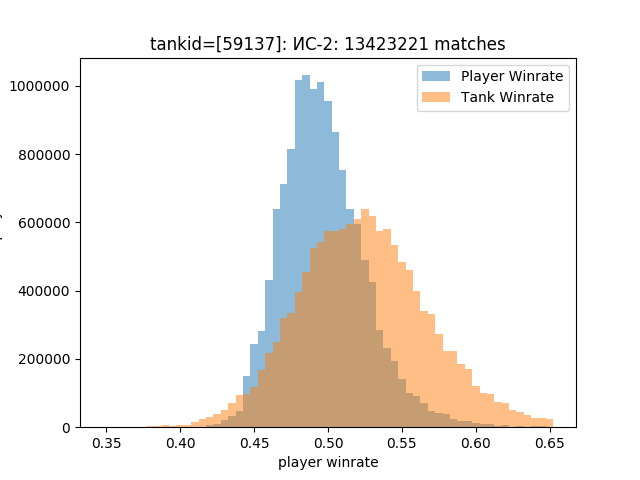 tankid=[59137]: ИС-2: 13423221 matches
Player Winrate
Tank Winrate
1000000
800000
600000
400000
200000
0
0.35 0.40 0.45 0.50 0.55 0.60 0.65
player winrate